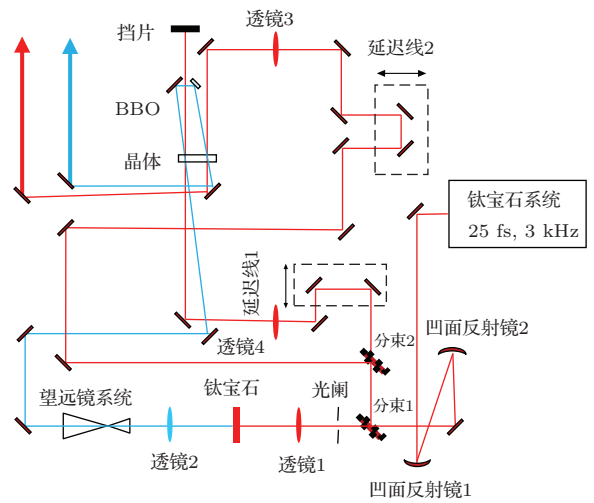 挡片
透镜3
延迟线2
BBO
晶体
钛宝石系统
25 fs, 3 kHz
延迟线1
凹面反射镜2
分束2
透镜4
望远镜系统
钛宝石
光阑
分束1
透镜2
透镜1
凹面反射镜1